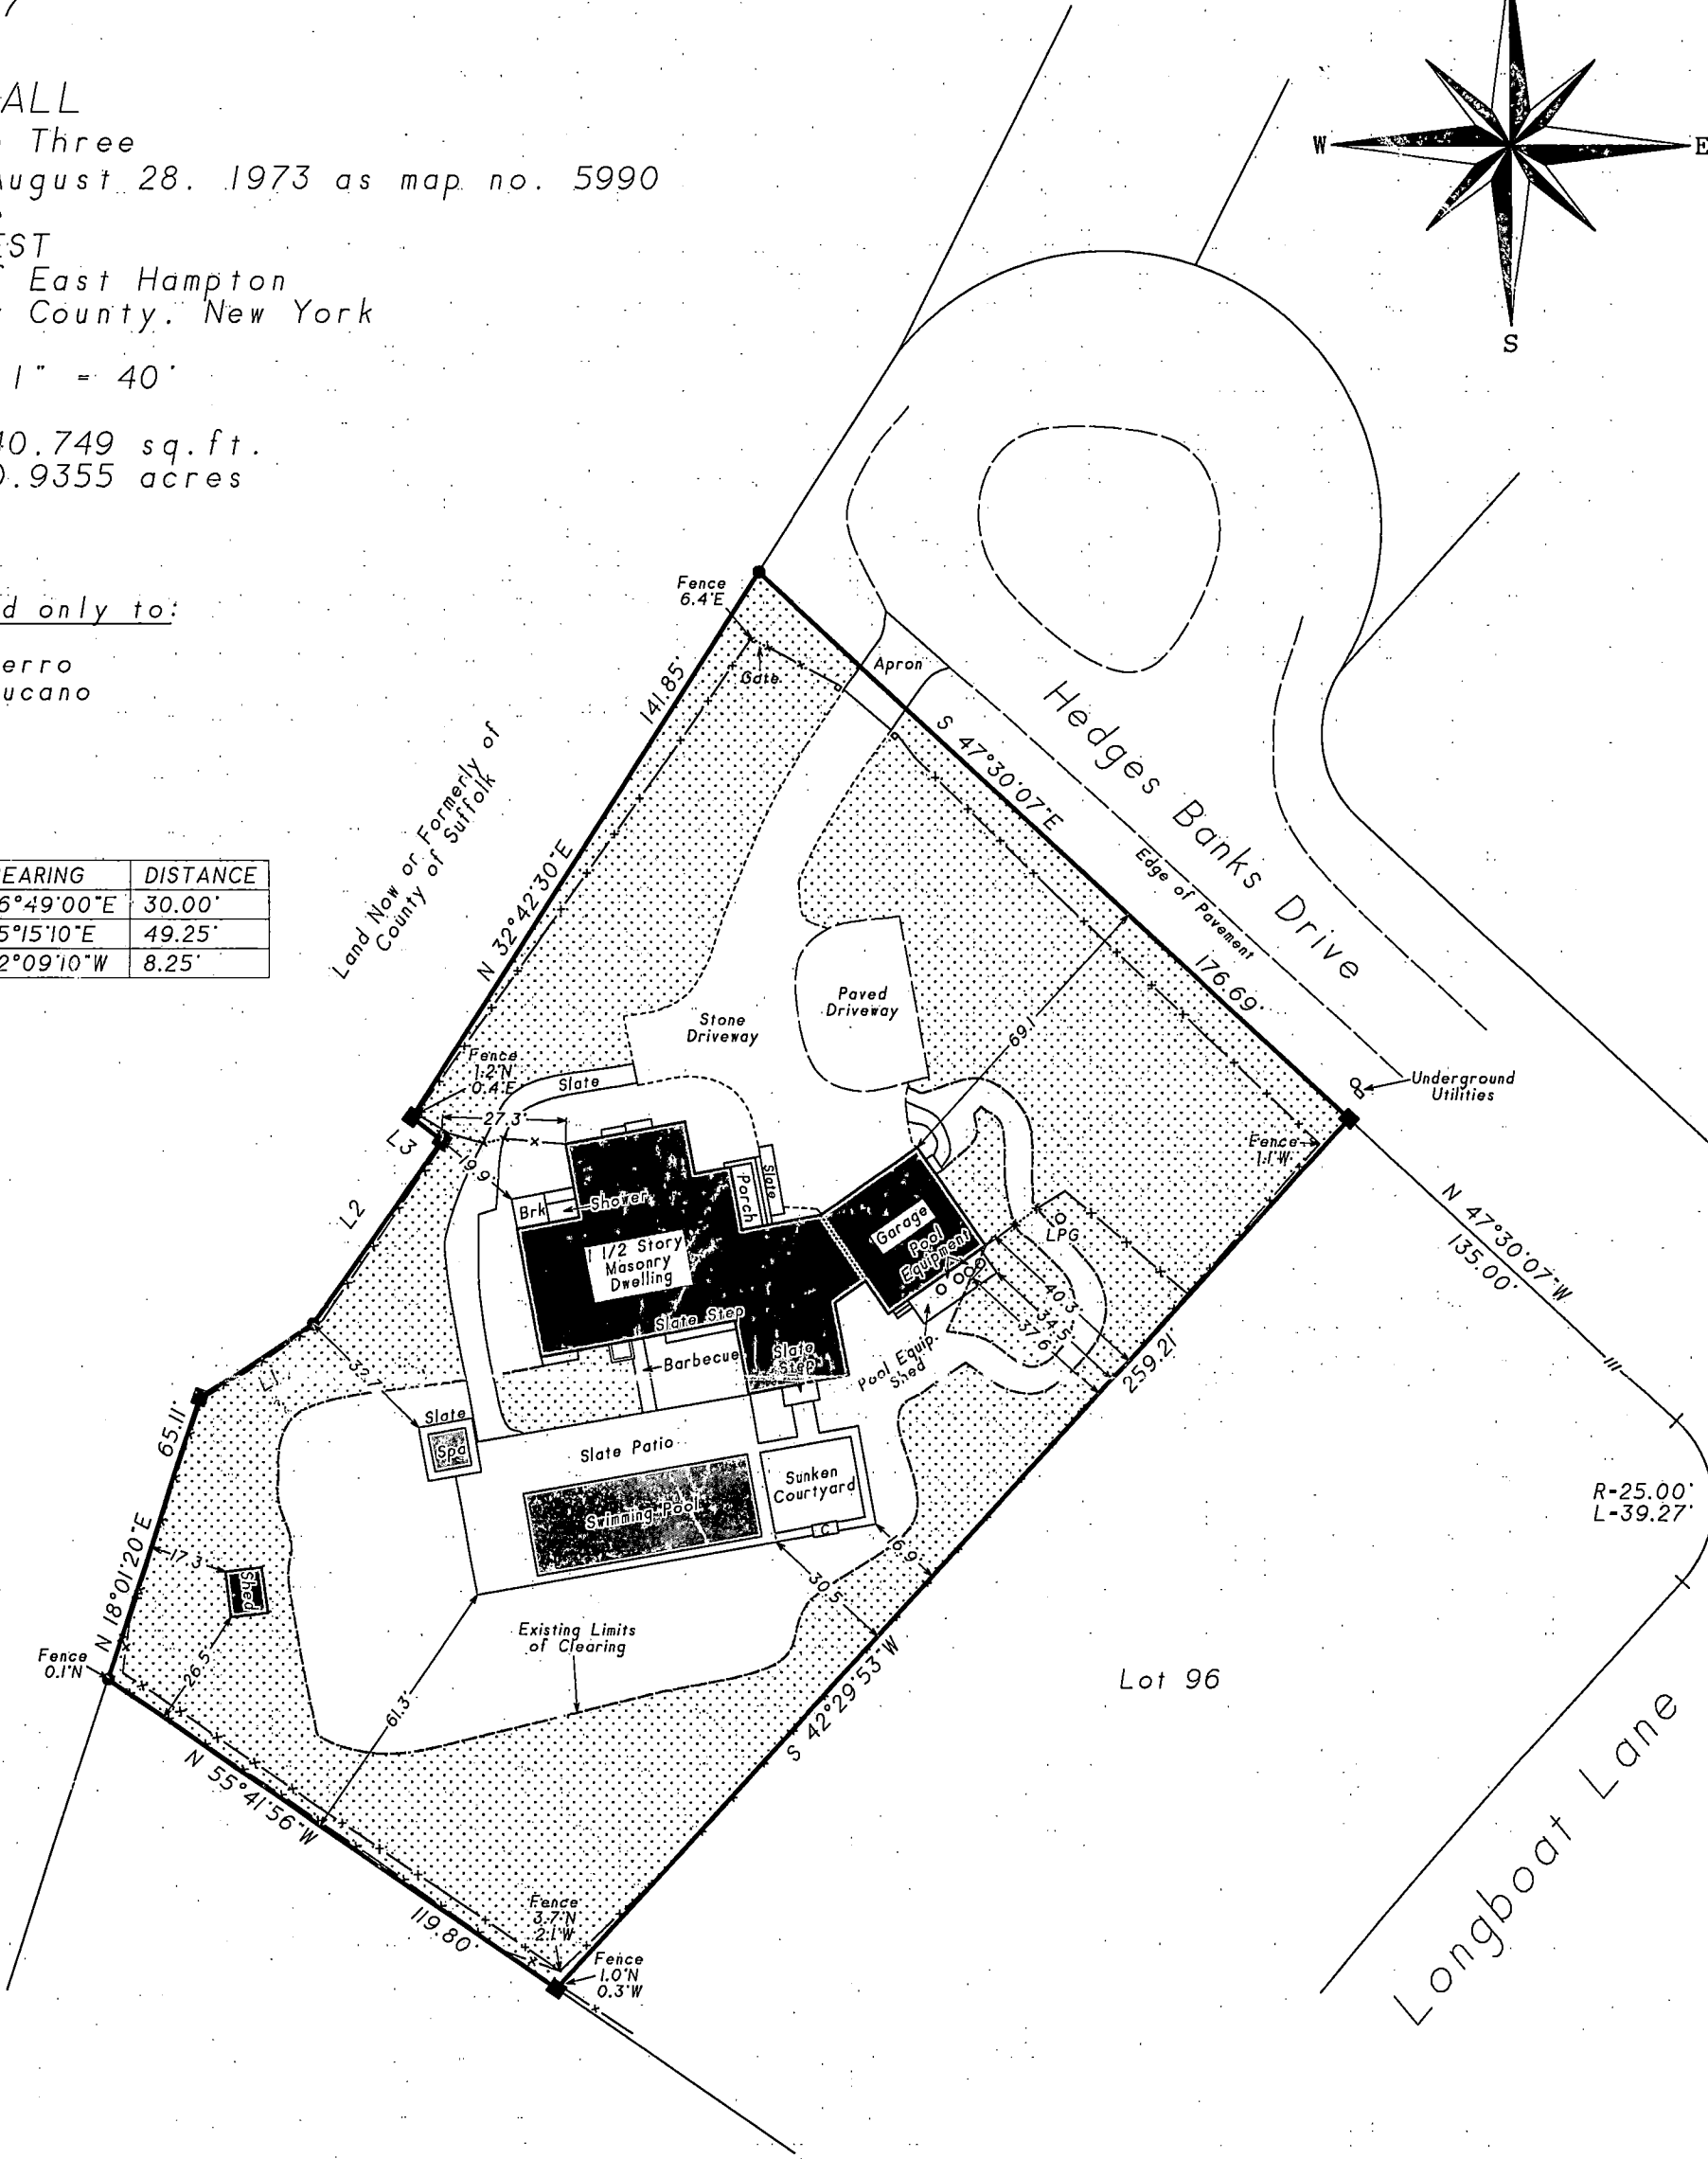 ALL
Three
August 28. 1973 as map no. 5990
EST
East Hampton
County. New York
1" = 40'
40.749 sq.ft.
0.9355 acres
d only to:
erro
ucano
EARING DISTANCE
6°49'00"E 30.00'
5°15'10"E 49.25'
2°09'10"W 8.25'
W
E
S
Fence
6.4'E
Gate
Apron
141.85'
N 32°42'30"E
Land Now or Formerly of
County of Suffolk
S 47°30'07"E
176.69'
Hedges Banks Drive
Edge of Pavement
Paved
Driveway
Stone
Driveway
69.1
Underground
Utilities
Fence
1.2'N
0.4'E
Slate
27.3'
L3
19.9'
L2
Brk
Shower
Porch
Slate
Garage
Pool
Equipment
LPG
Fence
1.1'W
N 47°30'07"W
135.00'
1 1/2 Story
Masonry
Dwelling
Slate Step
Barbecue
Slate
Step
Pool Equip.
Shed
40.3'
34.5'
37.6'
259.21'
L1
32.7
65.11'
N 18°01'20"E
Slate
Spa
Slate Patio
Swimming Pool
Sunken
Courtyard
C
6.9'
30.5
R=25.00'
L=39.27'
17.3'
Shed
26.5
Fence
0.1'N
Existing Limits
of Clearing
61.3'
S 42°29'53"W
Lot 96
Longboat Lane
N 55°41'56"W
119.80'
Fence
3.7'N
2.1'W
Fence
1.0'N
0.3'W